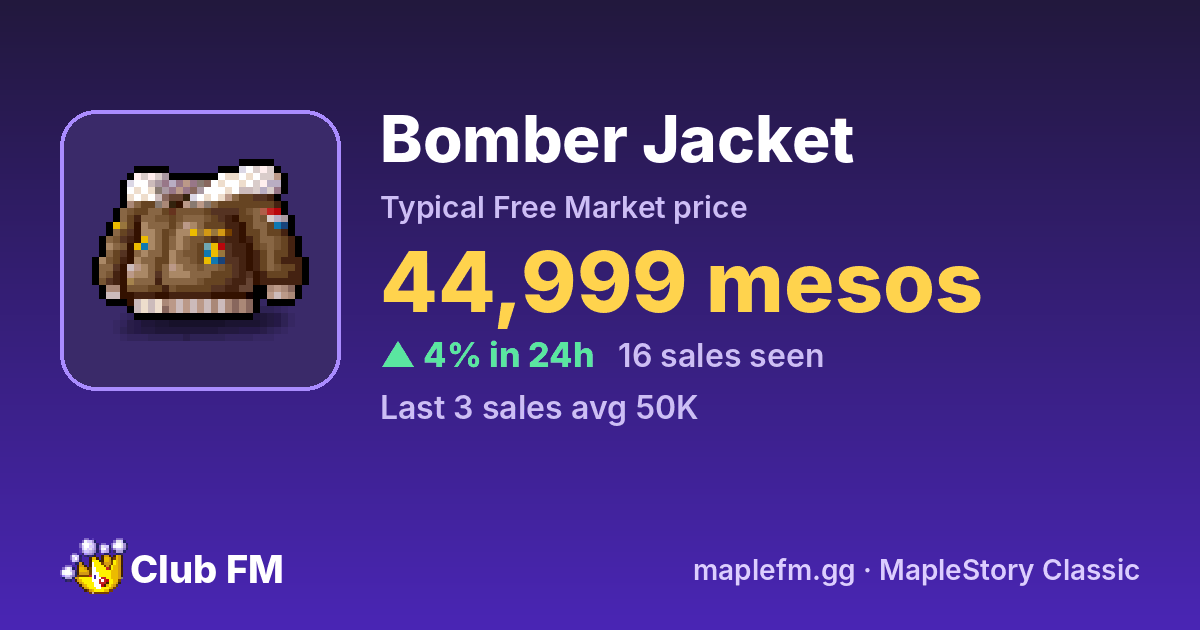 Bomber Jacket
Typical Free Market price
44,999 mesos
▲ 4% in 24h 16 sales seen
Last 3 sales avg 50K
Club FM
maplefm.gg · MapleStory Classic